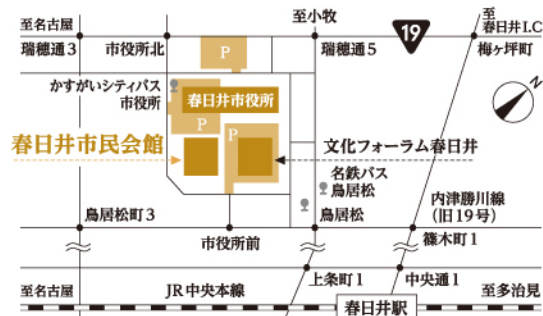 至名古屋
至小牧
至
春日井I.C
19
瑞穂通3
市役所北
P
瑞穂通5
梅ヶ坪町
かすがいシティバス
市役所
春日井市役所
P
P
N
春日井市民会館
文化フォーラム春日井
名鉄バス
鳥居松
内津勝川線
（旧19号）
鳥居松町3
市役所前
鳥居松
篠木町1
上条町1
中央通1
至名古屋
JR中央本線
春日井駅
至多治見